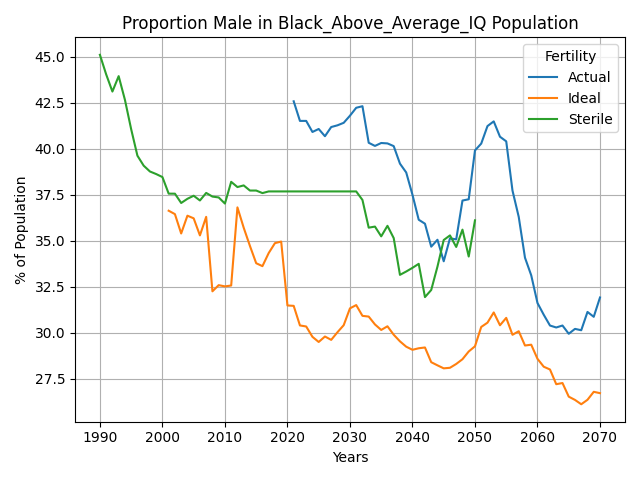 Proportion Male in Black_Above_Average_IQ Population
Fertility
Actual
Ideal
Sterile
% of Population
45.0
42.5
40.0
37.5
35.0
32.5
30.0
27.5
1990 2000 2010 2020 2030 2040 2050 2060 2070
Years